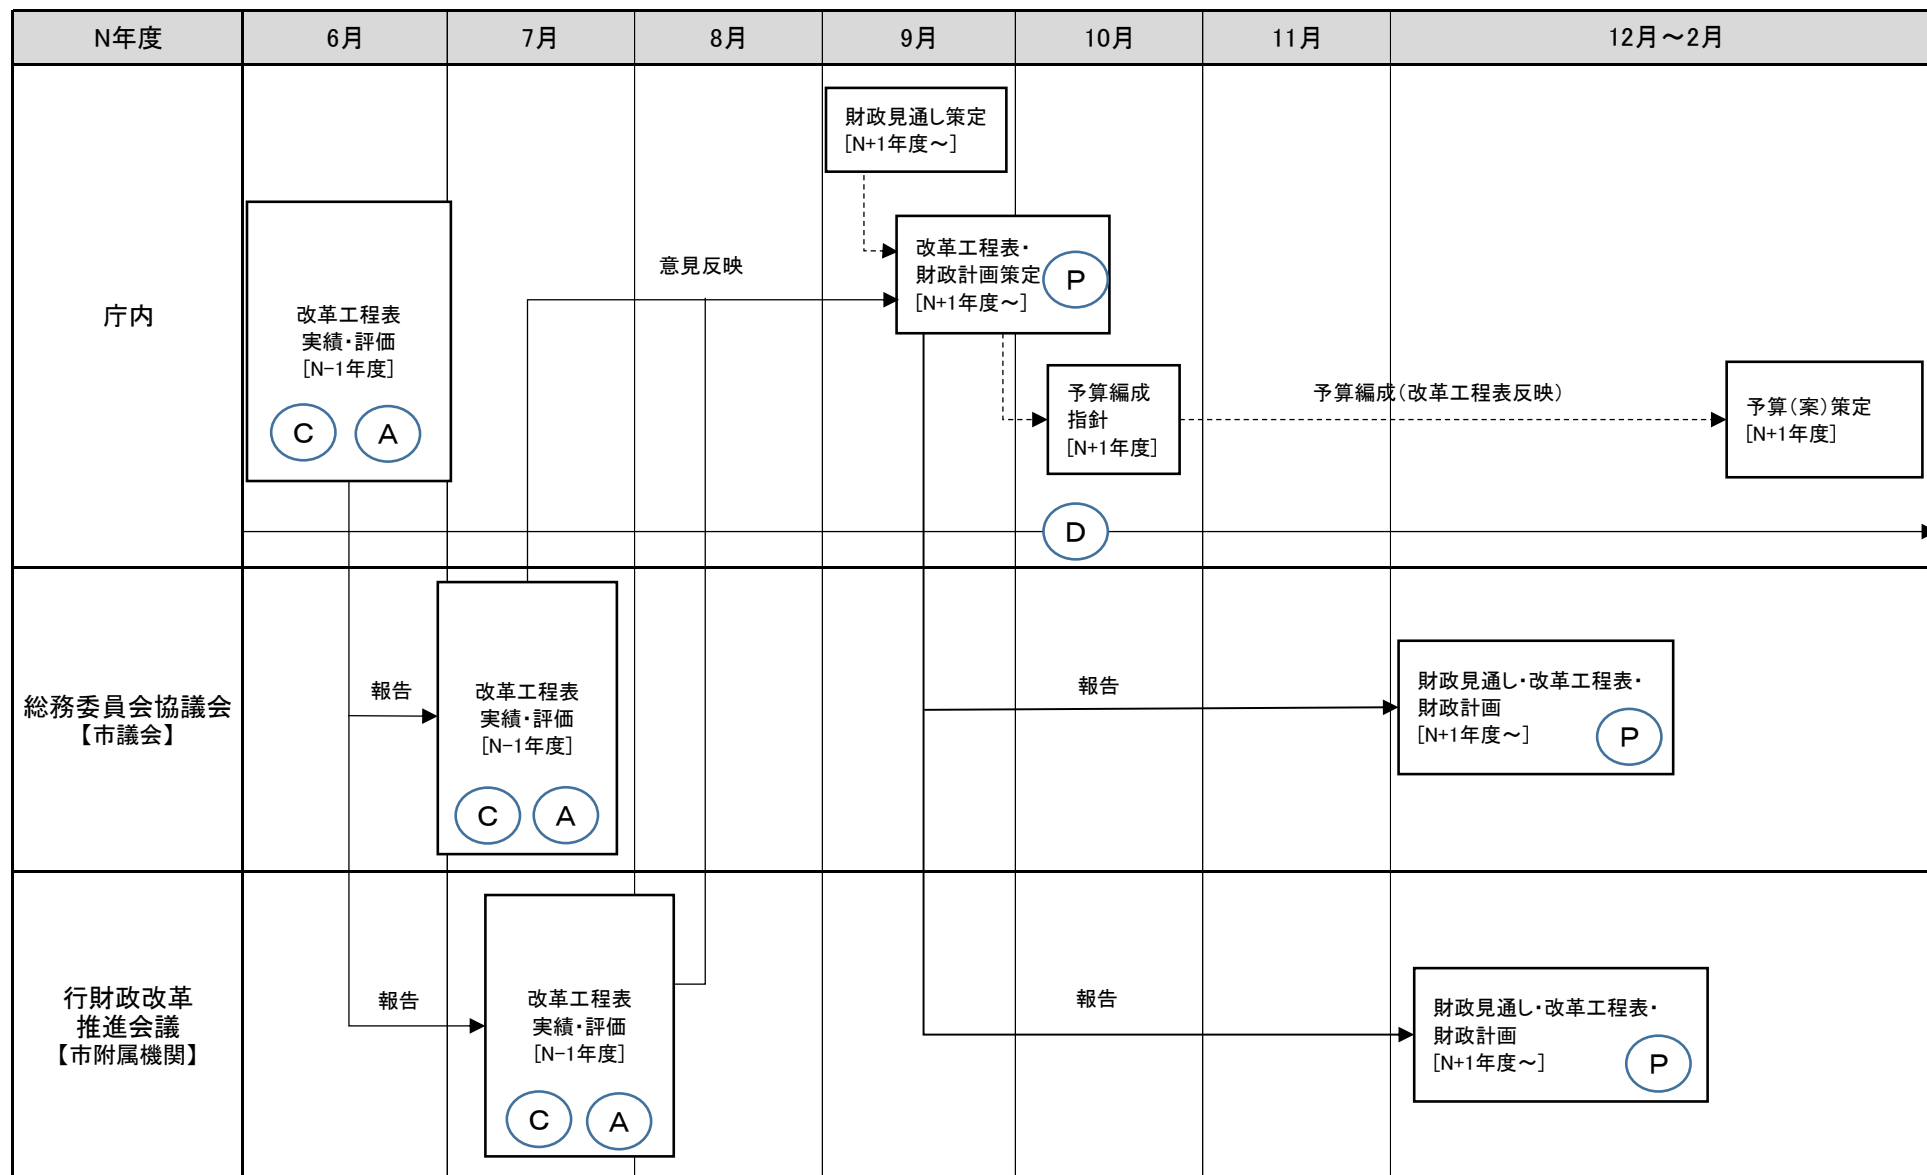 N年度
6月
7月
8月
9月
10月
11月
12月～2月
庁内
財政見通し策定
[N+1年度～]
改革工程表・
財政計画策定
[N+1年度～]
P
意見反映
改革工程表
実績・評価
[N-1年度]
C
A
予算編成
指針
[N+1年度]
予算編成（改革工程表反映）
予算（案）策定
[N+1年度]
D
総務委員会協議会
【市議会】
報告
改革工程表
実績・評価
[N-1年度]
C
A
報告
財政見通し・改革工程表・
財政計画
[N+1年度～]
P
行財政改革
推進会議
【市附属機関】
報告
改革工程表
実績・評価
[N-1年度]
C
A
報告
財政見通し・改革工程表・
財政計画
[N+1年度～]
P